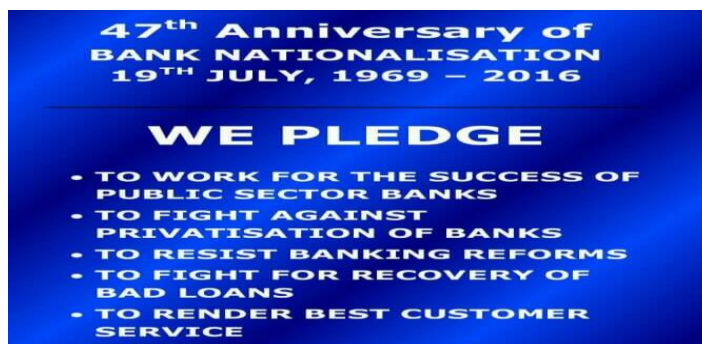 47th Anniversary of
BANK NATIONALISATION
19TH JULY, 1969 – 2016
WE PLEDGE
• TO WORK FOR THE SUCCESS OF
PUBLIC SECTOR BANKS
• TO FIGHT AGAINST
PRIVATISATION OF BANKS
• TO RESIST BANKING REFORMS
• TO FIGHT FOR RECOVERY OF
BAD LOANS
• TO RENDER BEST CUSTOMER
SERVICE